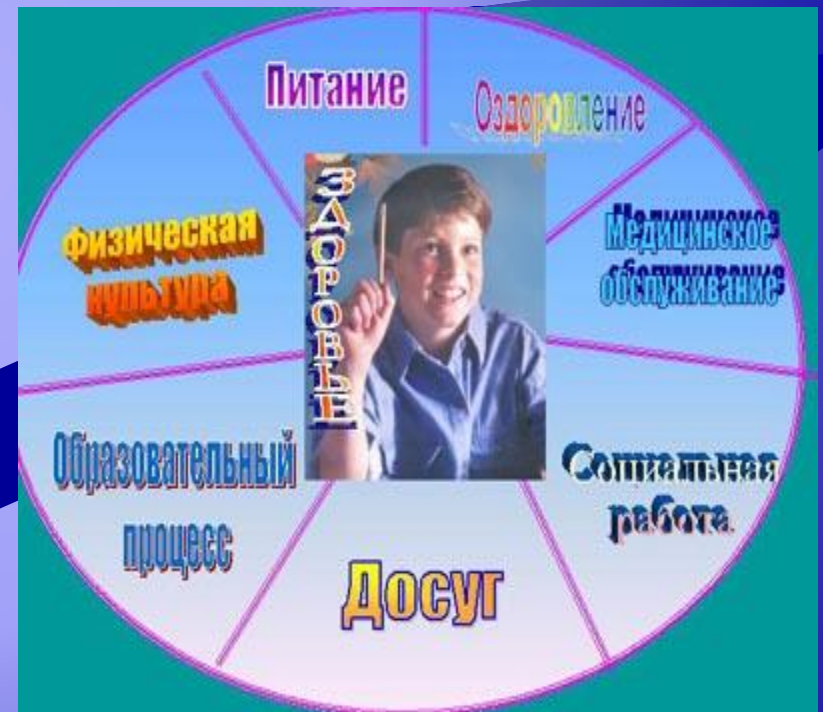 Питание
Оздоровление
Физическая
культура
ЗДОРОВЬЕ
Медицинское
обслуживание
Образовательный
процесс
Социальная
работа
Досуг